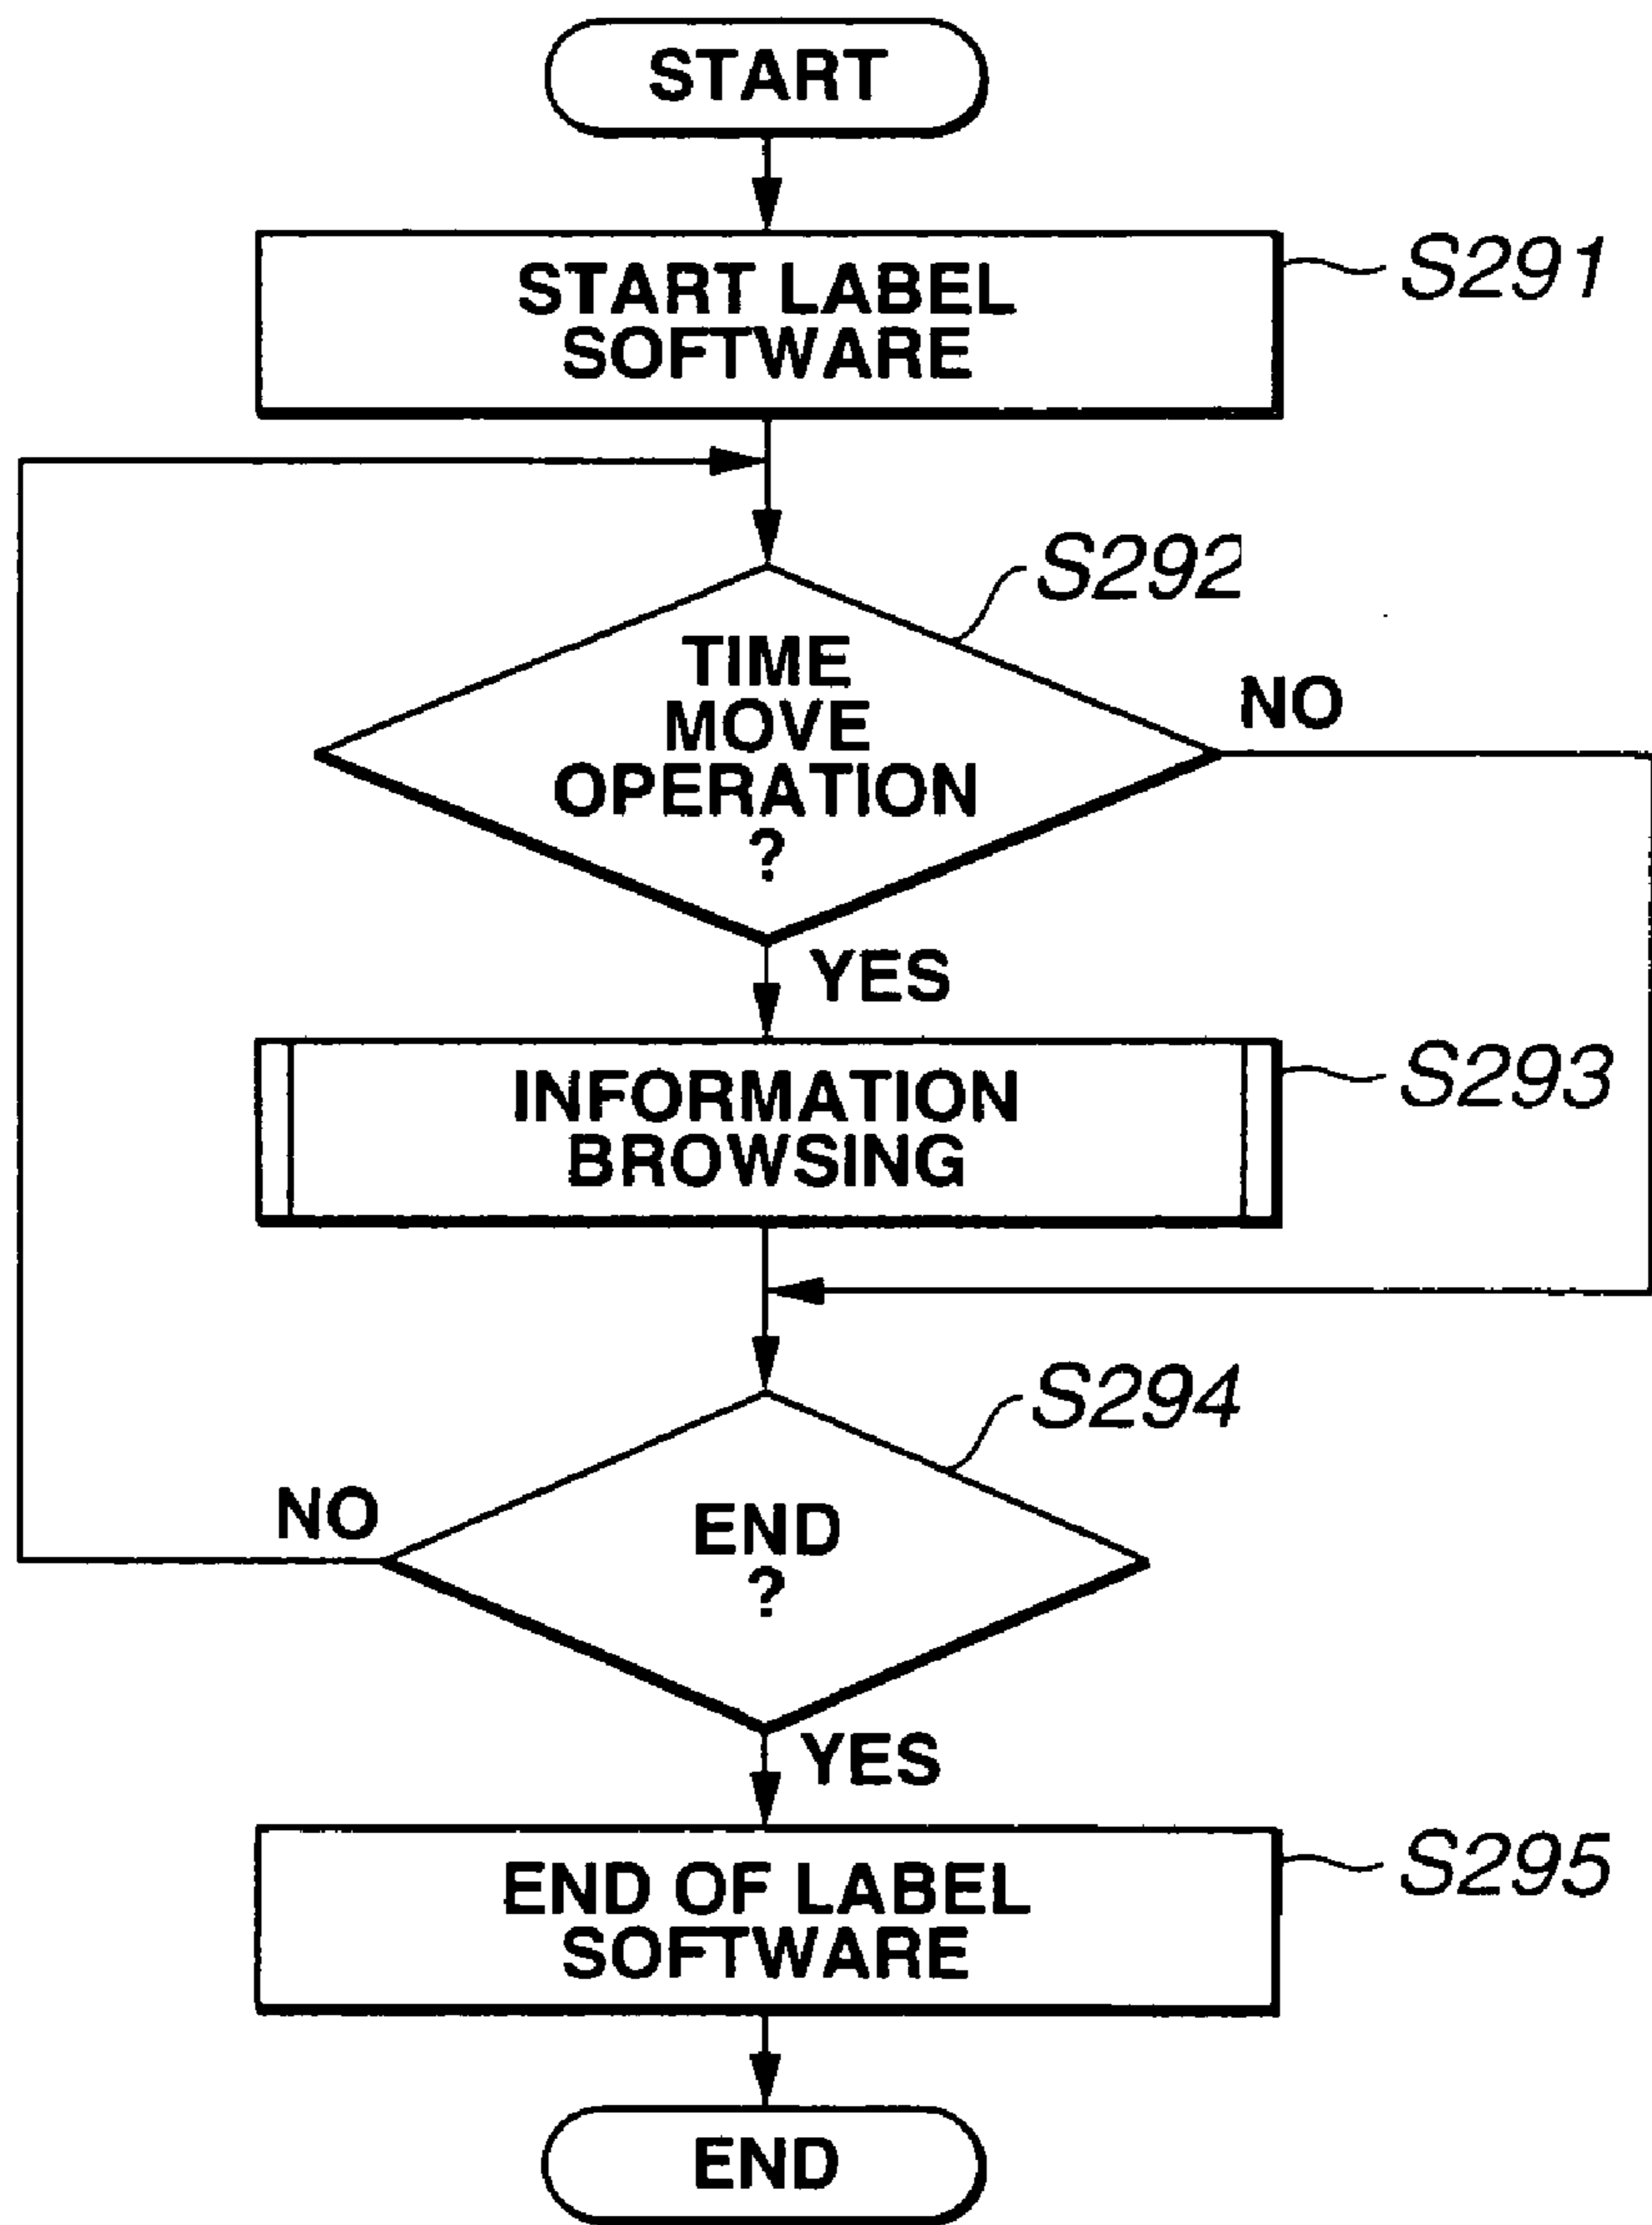 START
START LABEL
SOFTWARE
S291
S292
TIME
MOVE
OPERATION
?
NO
YES
INFORMATION
BROWSING
S293
S294
END
?
NO
YES
END OF LABEL
SOFTWARE
S295
END